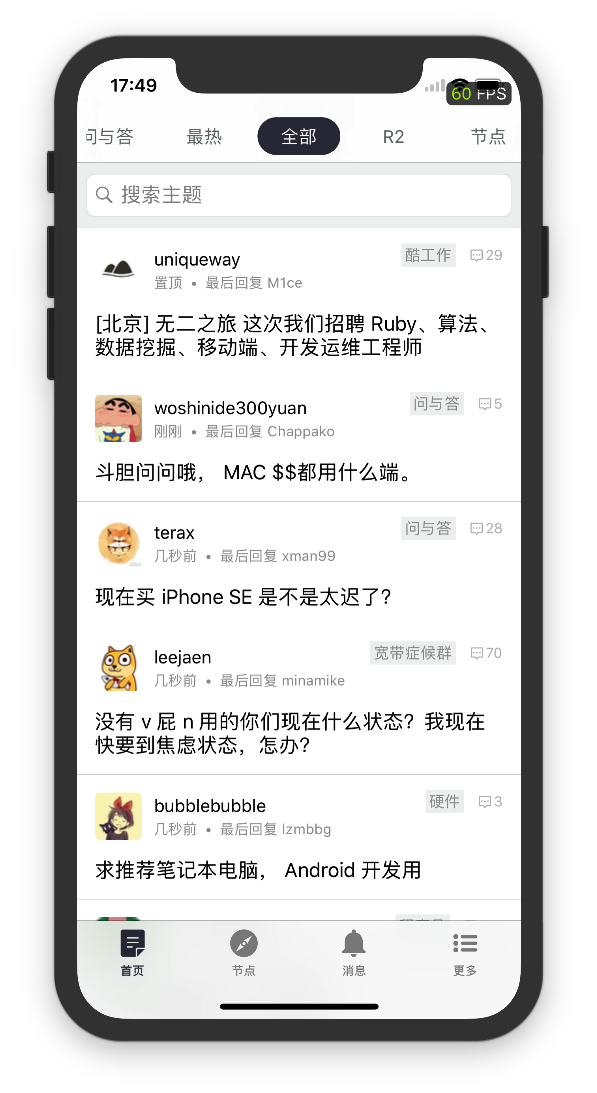 17:49
60 FPS
问与答 最热 全部 R2 节点
搜索主题
uniqueway 酷工作 29
置顶 • 最后回复 M1ce
[北京] 无二之旅 这次我们招聘 Ruby、算法、
数据挖掘、移动端、开发运维工程师
woshinide300yuan 问与答 5
刚刚 • 最后回复 Chappako
斗胆问问哦， MAC $$都用什么端。
terax 问与答 28
几秒前 • 最后回复 xman99
现在买 iPhone SE 是不是太迟了？
leejaen 宽带症候群 70
几秒前 • 最后回复 minamike
没有 v 屁 n 用的你们现在什么状态？我现在
快要到焦虑状态，怎办？
bubblebubble 硬件 3
几秒前 • 最后回复 lzmbbg
求推荐笔记本电脑， Android 开发用
首页 节点 消息 更多